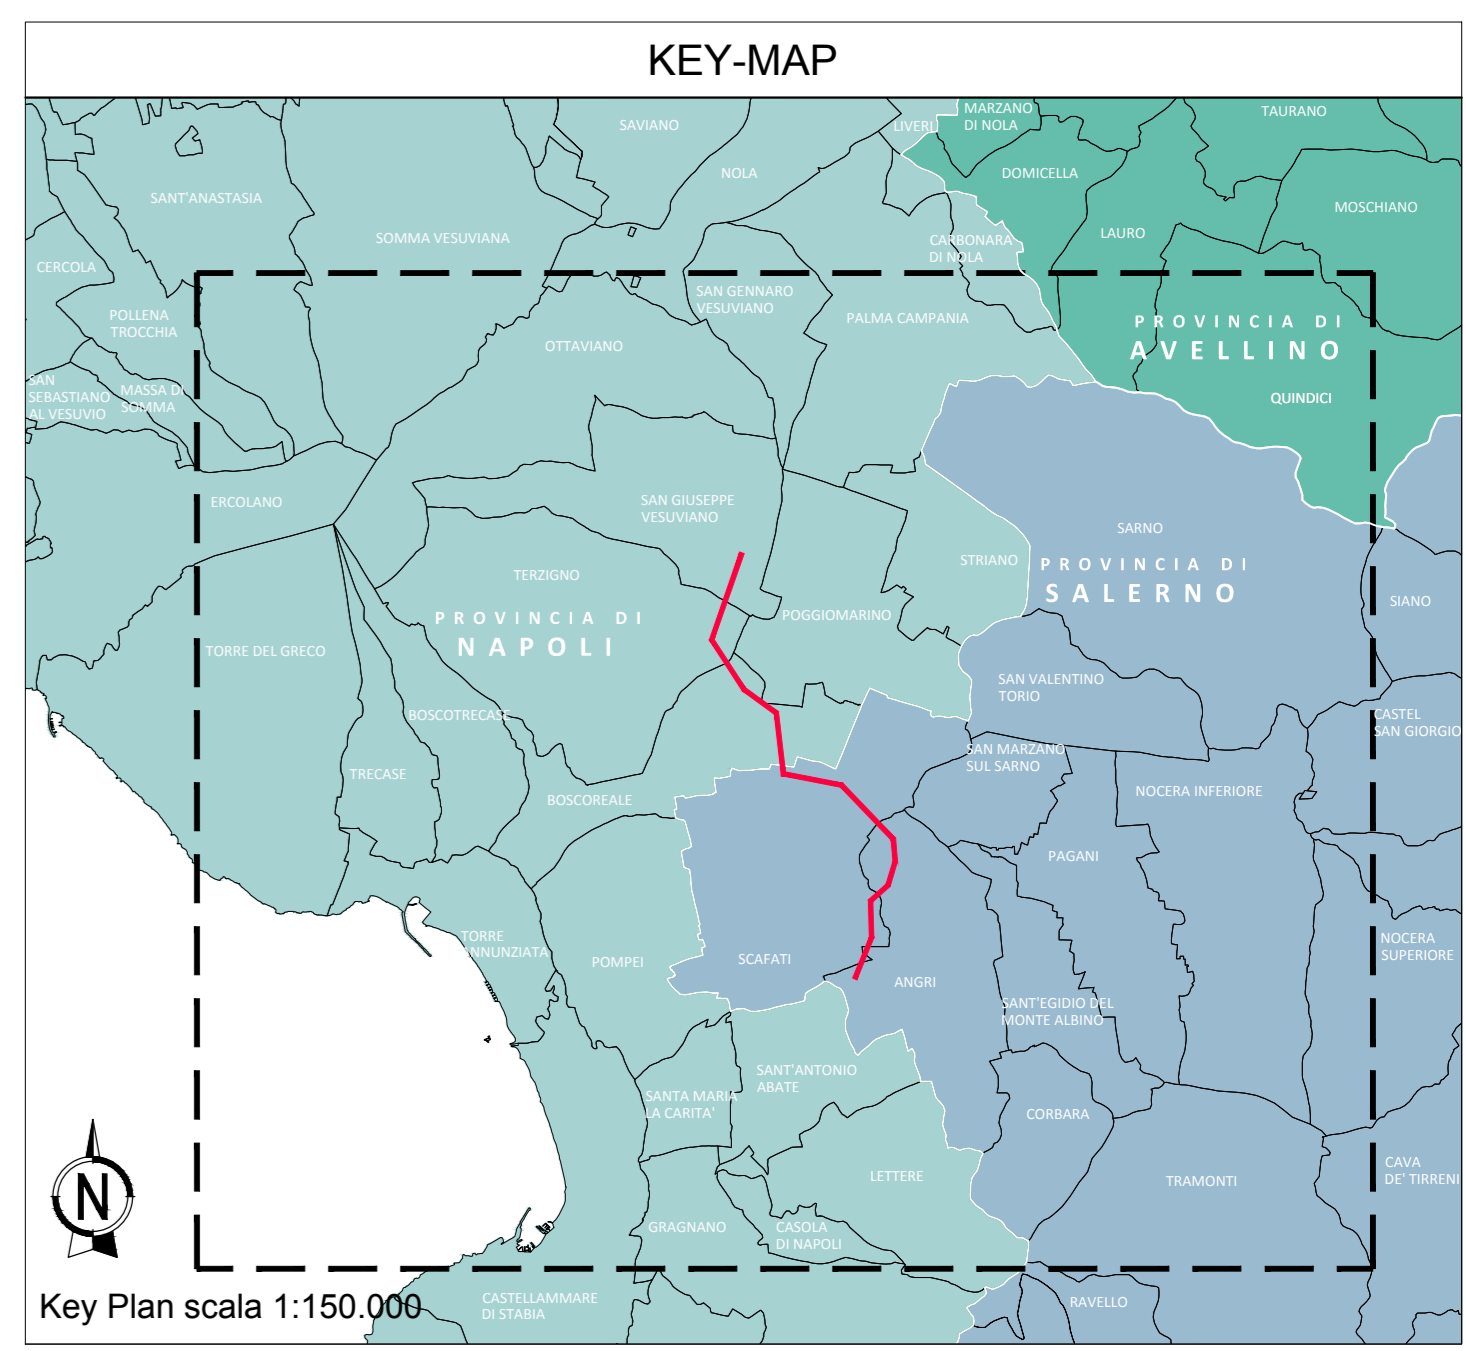 KEY-MAP
MARZANO
DI NOLA
TAURANO
SAVIANO
LIVERI
NOLA
DOMICELLA
SANT'ANASTASIA
MOSCHIANO
SOMMA VESUVIANA
LAURO
CARBONARA
DI NOLA
CERCOLA
SAN GENNARO
VESUVIANO
POLLENA
TROCCHIA
PALMA CAMPANIA
PROVINCIA DI
AVELLINO
OTTAVIANO
SAN
SEBASTIANO
AL VESUVIO
MASSA DI
SOMMA
QUINDICI
ERCOLANO
SAN GIUSEPPE
VESUVIANO
SARNO
STRIANO
PROVINCIA DI
SALERNO
TERZIGNO
SIANO
PROVINCIA DI
NAPOLI
POGGIOMARINO
TORRE DEL GRECO
SAN VALENTINO
TORIO
BOSCOTRECASE
CASTEL
SAN GIORGIO
SAN MARZANO
SUL SARNO
TRECASE
BOSCOREALE
NOCERA INFERIORE
PAGANI
TORRE
ANNUNZIATA
POMPEI
SCAFATI
NOCERA
SUPERIORE
ANGRI
SANT'EGIDIO DEL
MONTE ALBINO
SANT'ANTONIO
ABATE
SANTA MARIA
LA CARITA'
CORBARA
LETTERE
TRAMONTI
CAVA
DE' TIRRENI
N
GRAGNANO
CASOLA
DI NAPOLI
CASTELLAMMARE
DI STABIA
RAVELLO
Key Plan scala 1:150.000